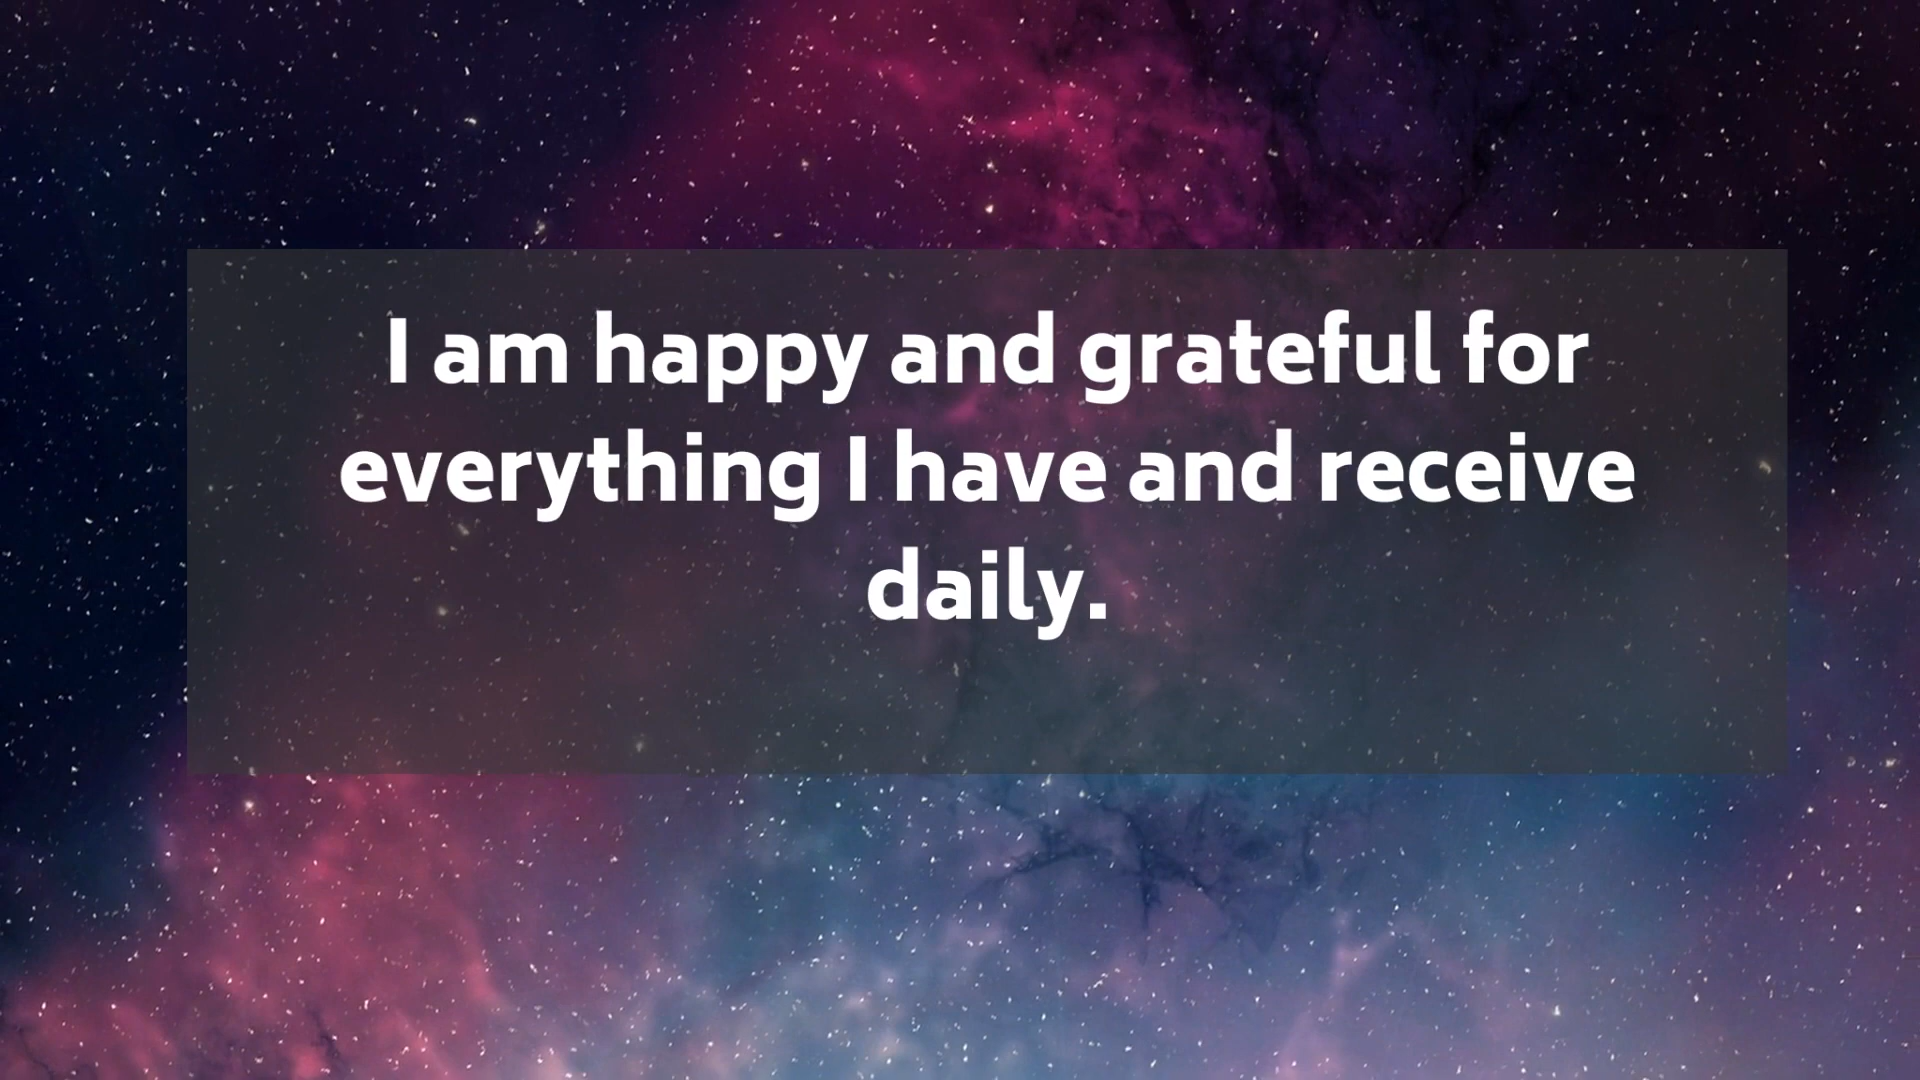 I am happy and grateful for
everything I have and receive
daily.